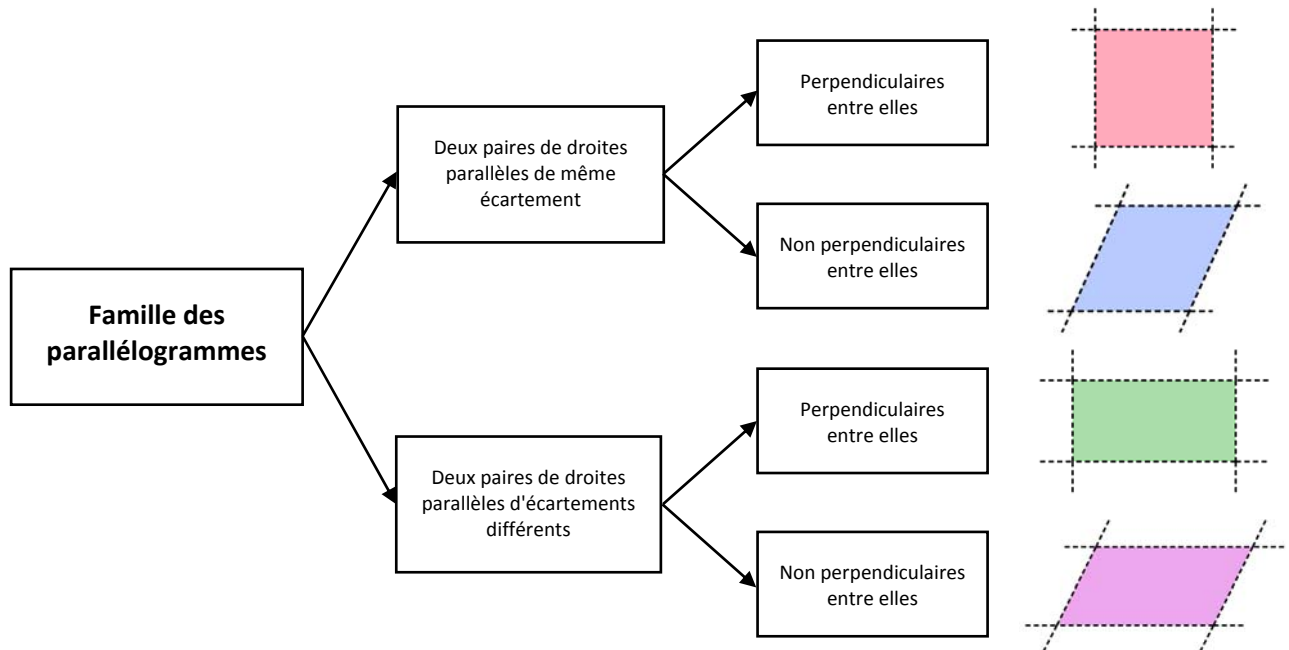 Famille des
parallélogrammes
Deux paires de droites
parallèles de même
écartement
Perpendiculaires
entre elles
Non perpendiculaires
entre elles
Deux paires de droites
parallèles d'écartements
différents
Perpendiculaires
entre elles
Non perpendiculaires
entre elles